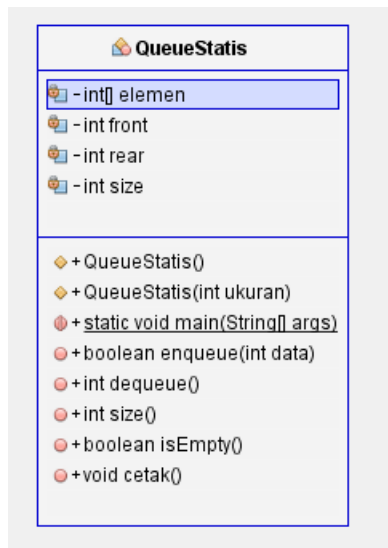 QueueStatis
-int[] elemen
-int front
-int rear
-int size
+QueueStatis()
+QueueStatis(int ukuran)
+static void main(String[] args)
+boolean enqueue(int data)
+int dequeue()
+int size()
+boolean isEmpty()
+void cetak()